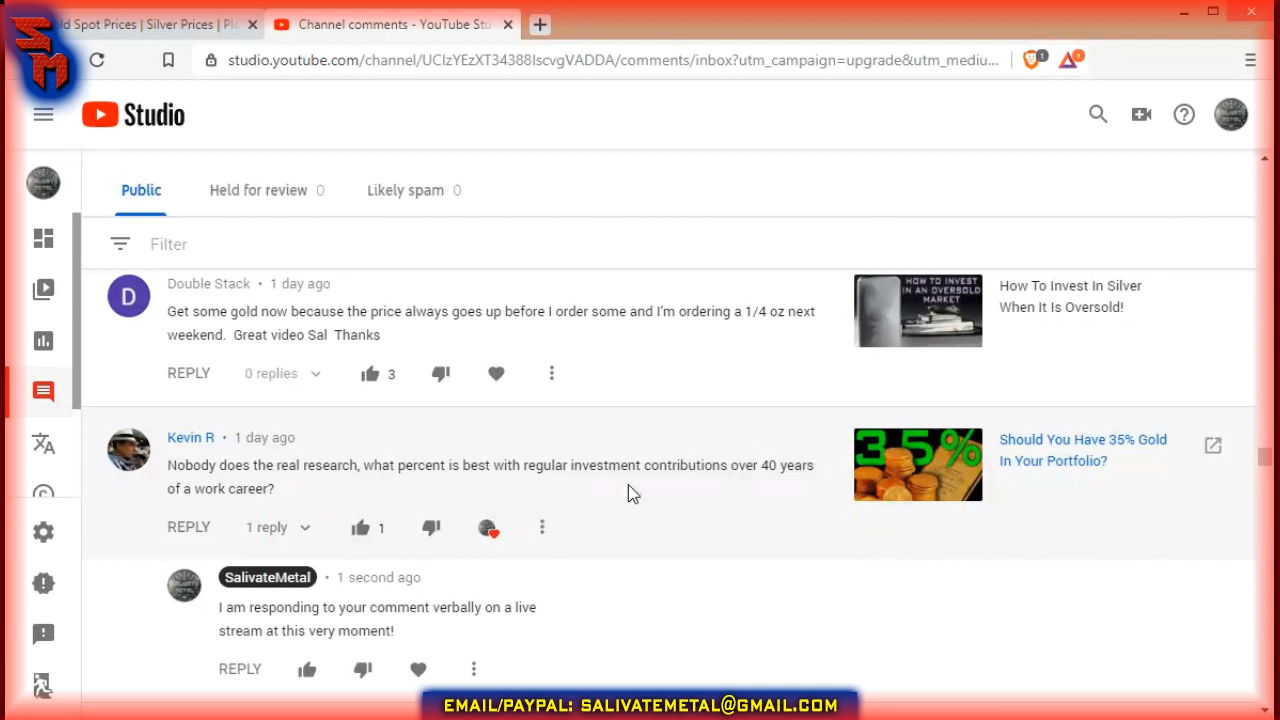 SM
ld Spot Prices | Silver Prices | Pla
Channel comments - YouTube Stu
studio.youtube.com/channel/UClzYEzXT34388IscvgVADDA/comments/inbox?utm_campaign=upgrade&utm_mediu...
1
1
Studio
Public
Held for review 0
Likely spam 0
Filter
D
Double Stack • 1 day ago
Get some gold now because the price always goes up before I order some and I'm ordering a 1/4 oz next
weekend. Great video Sal Thanks
REPLY 0 replies 3
HOW TO INVEST
IN AN OVERSOLD
MARKET
How To Invest In Silver
When It Is Oversold!
Kevin R • 1 day ago
Nobody does the real research, what percent is best with regular investment contributions over 40 years
of a work career?
REPLY 1 reply 1
35%
Should You Have 35% Gold
In Your Portfolio?
SalivateMetal • 1 second ago
I am responding to your comment verbally on a live
stream at this very moment!
REPLY
EMAIL/PAYPAL: SALIVATEMETAL@GMAIL.COM